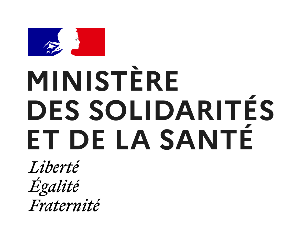 MINISTÈRE
DES SOLIDARITÉS
ET DE LA SANTÉ
Liberté
Égalité
Fraternité